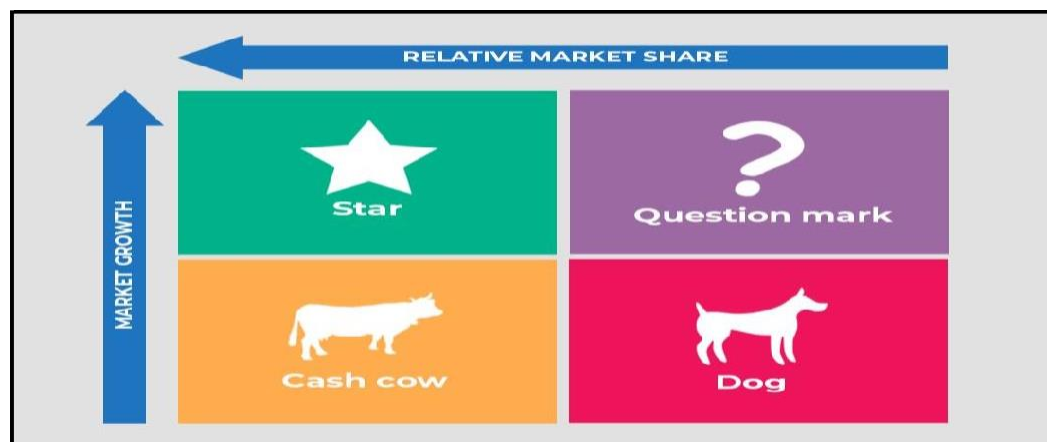 RELATIVE MARKET SHARE
MARKET GROWTH
Star
Question mark
Cash cow
Dog